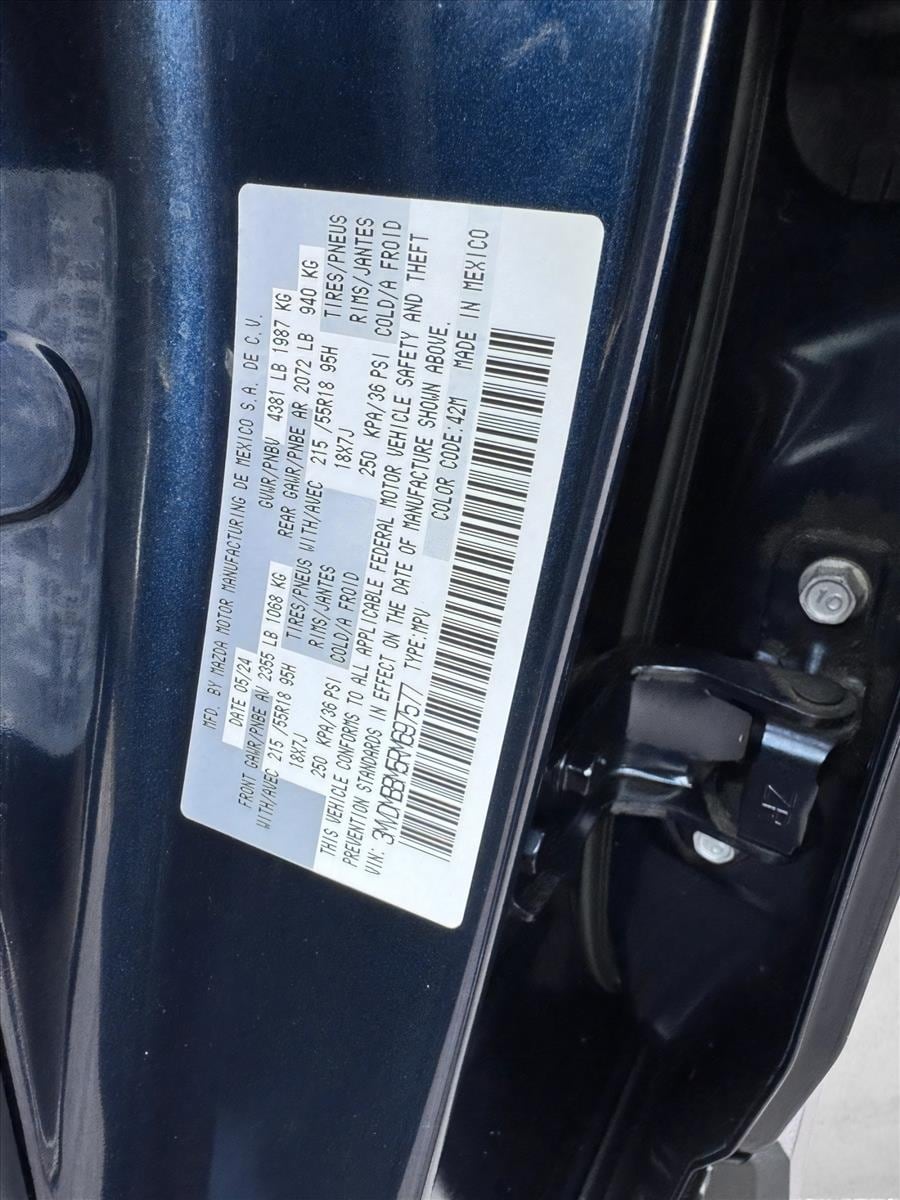 MFD. BY MAZDA MOTOR MANUFACTURING DE MEXICO S.A. DE C.V.
DATE 05/24 GVWR/PNBV 4381 LB 1987 KG
FRONT GAWR/PNBE AV 2355 LB 1068 KG REAR GAWR/PNBE AR 2072 LB 940 KG
WITH/AVEC 215/55R18 95H TIRES/PNEUS WITH/AVEC 215/55R18 95H TIRES/PNEUS
18X7J RIMS/JANTES 18X7J RIMS/JANTES
250 KPA/36 PSI COLD/A FROID 250 KPA/36 PSI COLD/A FROID
THIS VEHICLE CONFORMS TO ALL APPLICABLE FEDERAL MOTOR VEHICLE SAFETY AND THEFT
PREVENTION STANDARDS IN EFFECT ON THE DATE OF MANUFACTURE SHOWN ABOVE.
VIN: 3MVDMBBM5RM697577 TYPE:MPV COLOR CODE:42M MADE IN MEXICO
10
ZP